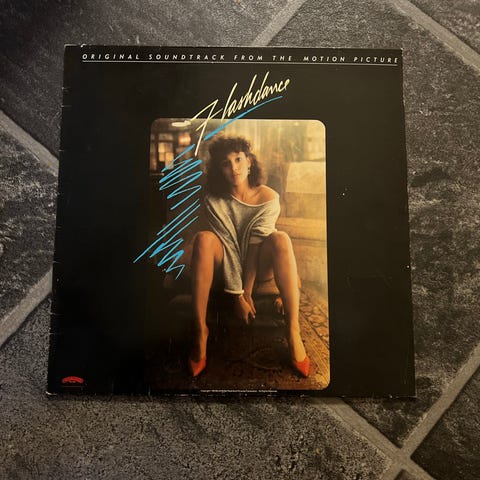 ORIGINAL SOUNDTRACK FROM THE MOTION PICTURE
Flashdance